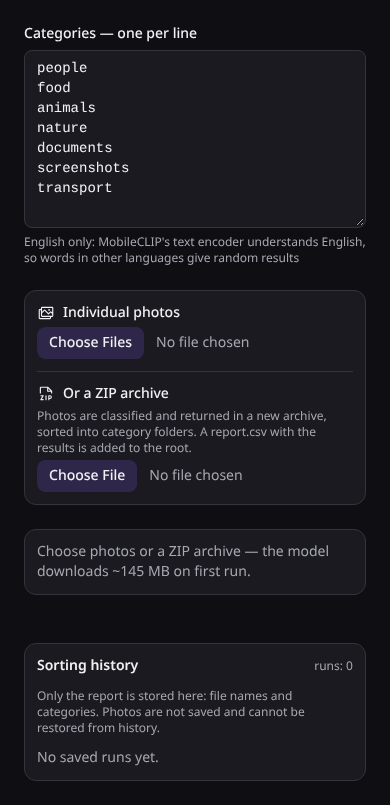 Categories — one per line
people
food
animals
nature
documents
screenshots
transport
English only: MobileCLIP's text encoder understands English,
so words in other languages give random results
Individual photos
Choose Files No file chosen
ZIP Or a ZIP archive
Photos are classified and returned in a new archive,
sorted into category folders. A report.csv with the
results is added to the root.
Choose File No file chosen
Choose photos or a ZIP archive — the model
downloads ~145 MB on first run.
Sorting history runs: 0
Only the report is stored here: file names and
categories. Photos are not saved and cannot be
restored from history.
No saved runs yet.